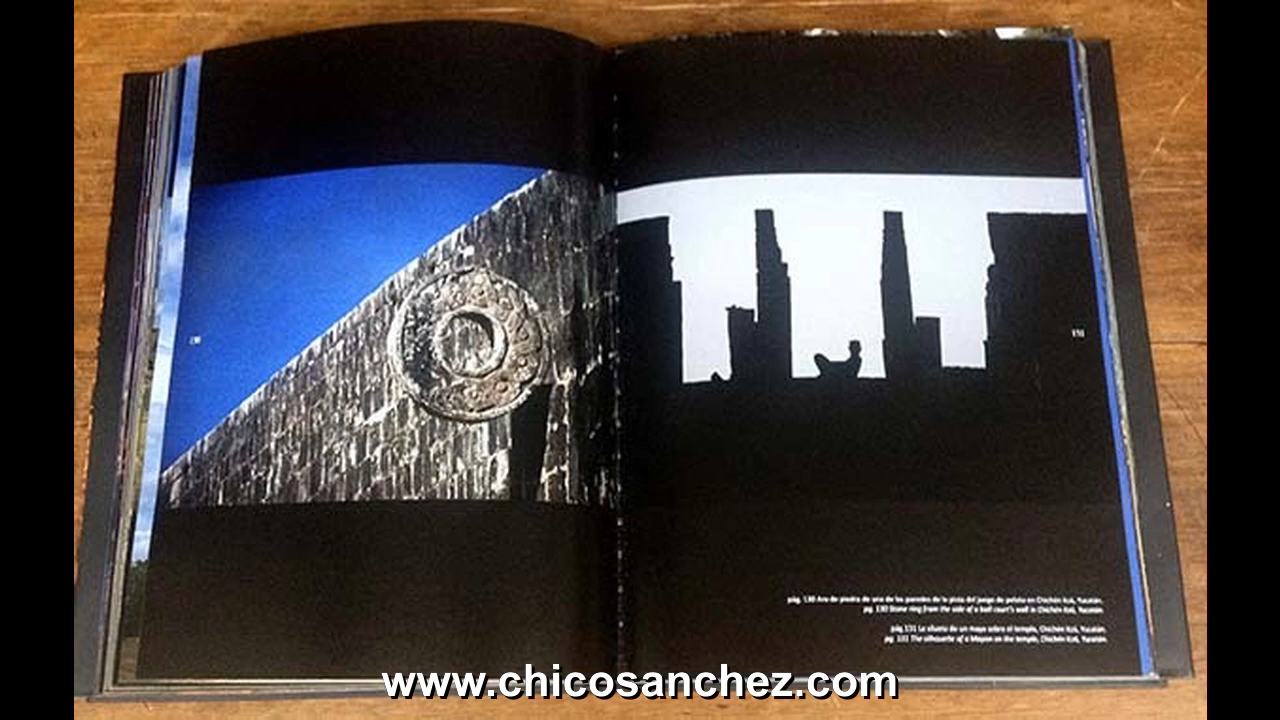 131
pág. 130 Aro de piedra de una de las paredes de la pista del juego de pelota en Chichén Itzá, Yucatán.
pg. 130 Stone ring from the side of a ball court's wall in Chichén Itzá, Yucatán.
pág. 131 La silueta de un maya sobre el templo, Chichén Itzá, Yucatán.
pg. 131 The silhouette of a Mayan on the temple, Chichén Itzá, Yucatán.
www.chicosanchez.com